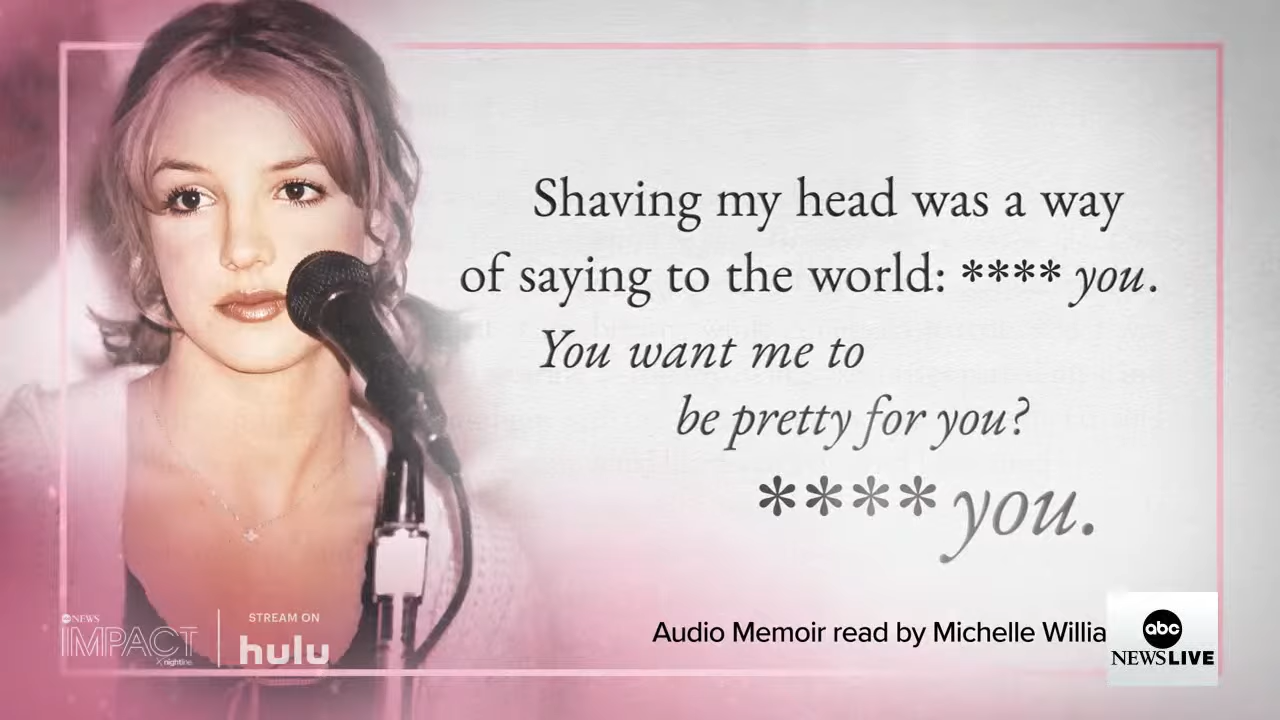 Shaving my head was a way
of saying to the world: **** you.
You want me to
be pretty for you?
**** you.
Audio Memoir read by Michelle Willia
abc NEWS
IMPACT
x nightline
STREAM ON
hulu
abc
NEWS LIVE